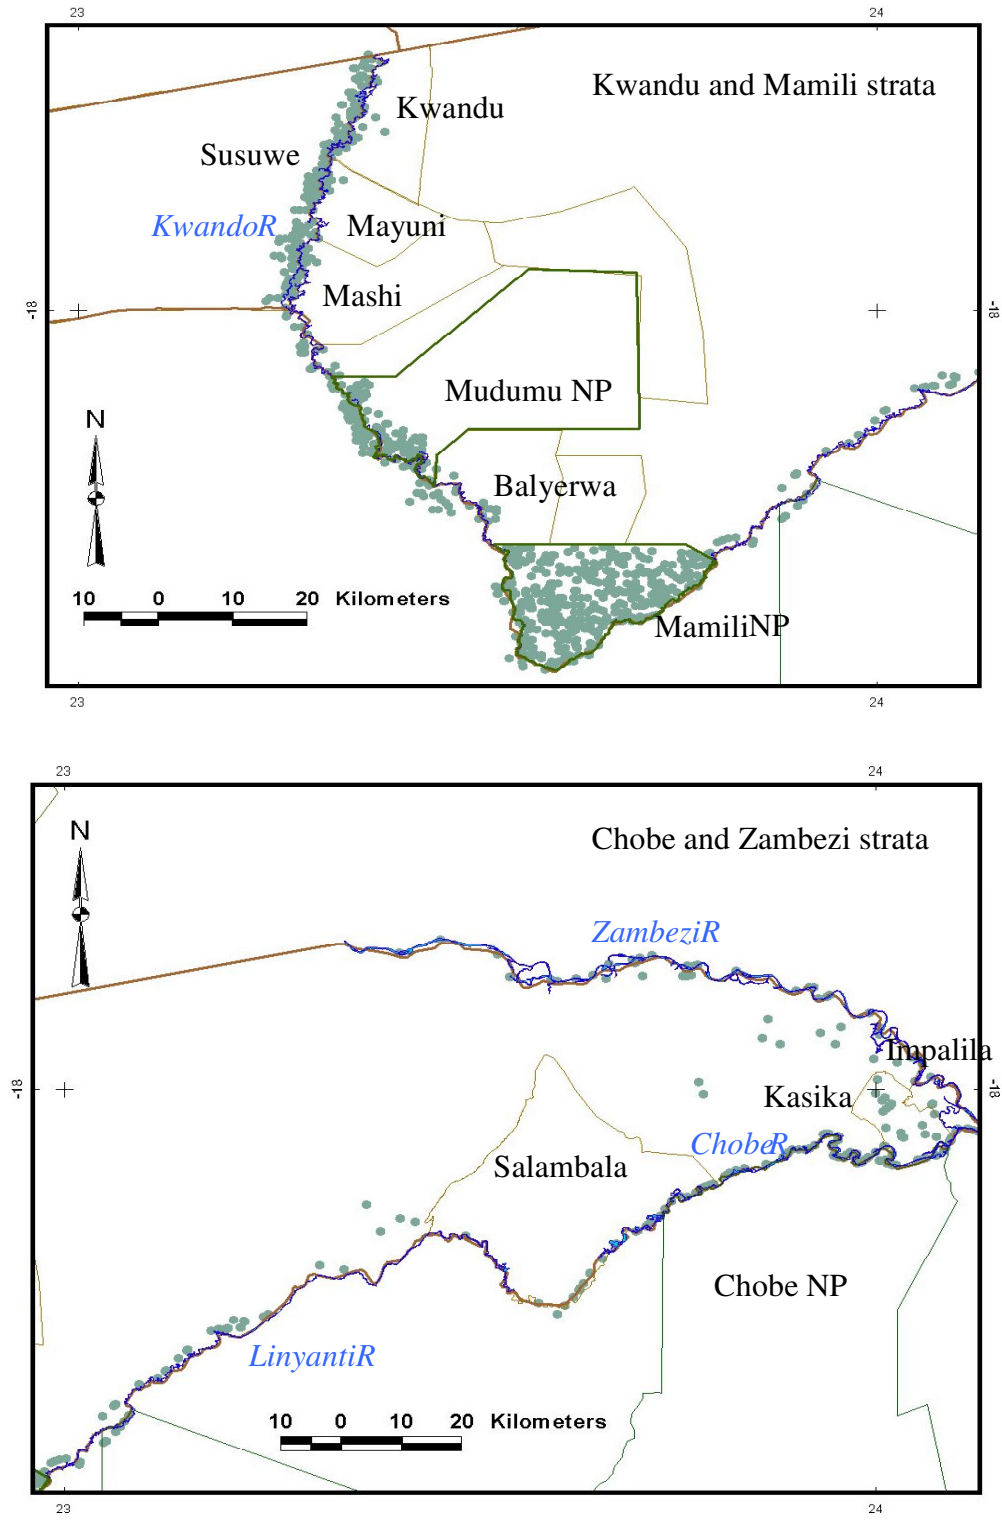 23 24
Kwandu and Mamili strata
Kwandu
Susuwe
KwandoR
Mayuni
Mashi
-18 -18
Mudumu NP
N
Balyerwa
10 0 10 20 Kilometers
MamiliNP
23 24
23 24
N
Chobe and Zambezi strata
ZambeziR
Impalila
-18 -18
Kasika
ChobeR
Salambala
Chobe NP
LinyantiR
10 0 10 20 Kilometers
23 24